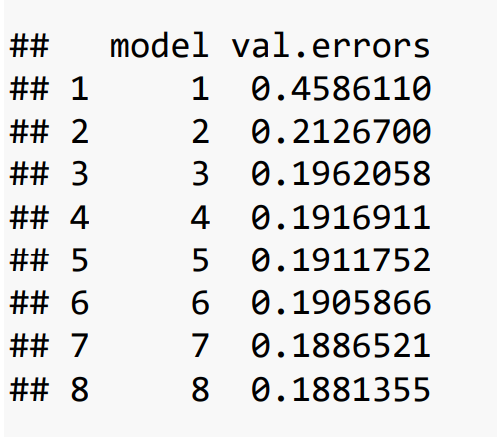 ##   model val.errors
## 1     1  0.4586110
## 2     2  0.2126700
## 3     3  0.1962058
## 4     4  0.1916911
## 5     5  0.1911752
## 6     6  0.1905866
## 7     7  0.1886521
## 8     8  0.1881355